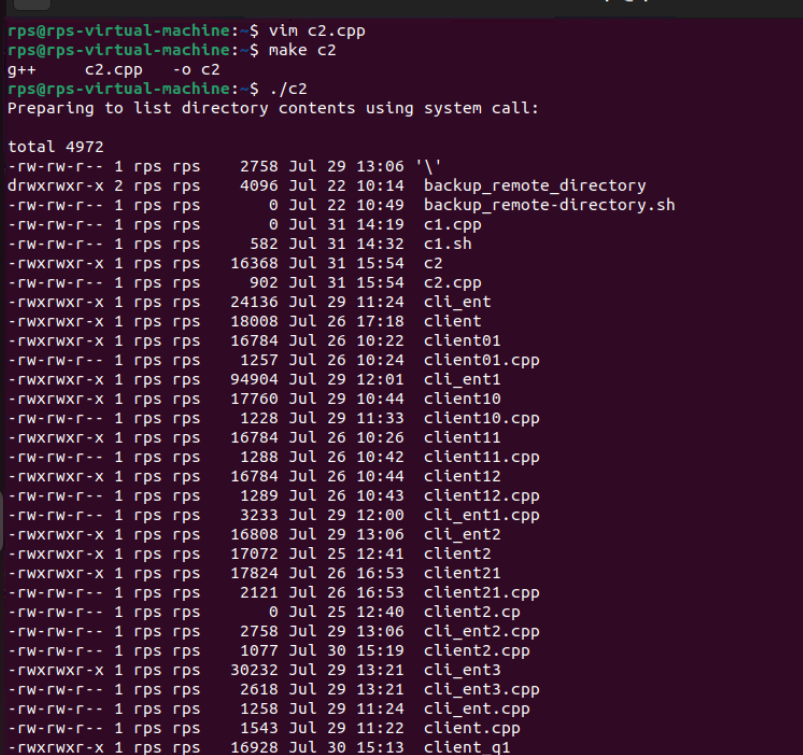 rps@rps-virtual-machine:~$ vim c2.cpp
rps@rps-virtual-machine:~$ make c2
g++     c2.cpp   -o c2
rps@rps-virtual-machine:~$ ./c2
Preparing to list directory contents using system call:

total 4972
-rw-rw-r-- 1 rps rps    2758 Jul 29 13:06 '\'
drwxrwxr-x 2 rps rps    4096 Jul 22 10:14  backup_remote_directory
-rw-rw-r-- 1 rps rps       0 Jul 22 10:49  backup_remote-directory.sh
-rw-rw-r-- 1 rps rps       0 Jul 31 14:19  c1.cpp
-rw-rw-r-- 1 rps rps     582 Jul 31 14:32  c1.sh
-rwxrwxr-x 1 rps rps   16368 Jul 31 15:54  c2
-rw-rw-r-- 1 rps rps     902 Jul 31 15:54  c2.cpp
-rwxrwxr-x 1 rps rps   24136 Jul 29 11:24  cli_ent
-rwxrwxr-x 1 rps rps   18008 Jul 26 17:18  client
-rwxrwxr-x 1 rps rps   16784 Jul 26 10:22  client01
-rw-rw-r-- 1 rps rps    1257 Jul 26 10:24  client01.cpp
-rwxrwxr-x 1 rps rps   94904 Jul 29 12:01  cli_ent1
-rwxrwxr-x 1 rps rps   17760 Jul 29 10:44  client10
-rw-rw-r-- 1 rps rps    1228 Jul 29 11:33  client10.cpp
-rwxrwxr-x 1 rps rps   16784 Jul 26 10:26  client11
-rw-rw-r-- 1 rps rps    1288 Jul 26 10:42  client11.cpp
-rwxrwxr-x 1 rps rps   16784 Jul 26 10:44  client12
-rw-rw-r-- 1 rps rps    1289 Jul 26 10:43  client12.cpp
-rw-rw-r-- 1 rps rps    3233 Jul 29 12:00  cli_ent1.cpp
-rwxrwxr-x 1 rps rps   16808 Jul 29 13:06  cli_ent2
-rwxrwxr-x 1 rps rps   17072 Jul 25 12:41  client2
-rwxrwxr-x 1 rps rps   17824 Jul 26 16:53  client21
-rw-rw-r-- 1 rps rps    2121 Jul 26 16:53  client21.cpp
-rw-rw-r-- 1 rps rps       0 Jul 25 12:40  client2.cp
-rw-rw-r-- 1 rps rps    2758 Jul 29 13:06  cli_ent2.cpp
-rw-rw-r-- 1 rps rps    1077 Jul 30 15:19  client2.cpp
-rwxrwxr-x 1 rps rps   30232 Jul 29 13:21  cli_ent3
-rw-rw-r-- 1 rps rps    2618 Jul 29 13:21  cli_ent3.cpp
-rw-rw-r-- 1 rps rps    1258 Jul 29 11:24  cli_ent.cpp
-rw-rw-r-- 1 rps rps    1543 Jul 29 11:22  client.cpp
-rwxrwxr-x 1 rps rps   16928 Jul 30 15:13  client_q1